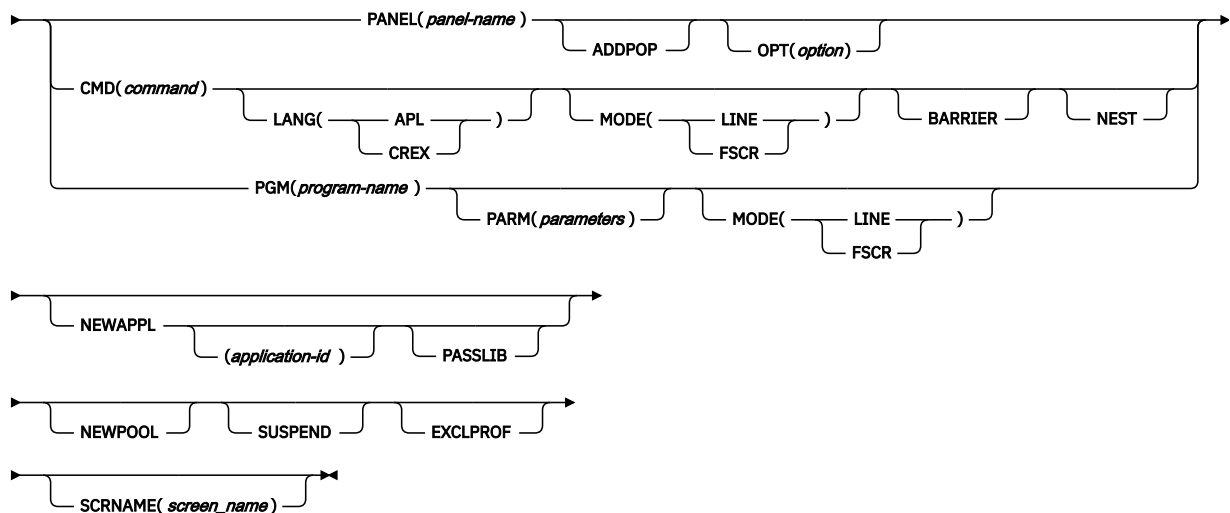 PANEL( panel-name )
ADDPOP OPT( option )
CMD( command )
LANG( APL ) MODE( LINE ) BARRIER NEST
CREX FSCR
PGM( program-name )
PARM( parameters ) MODE( LINE )
FSCR
NEWAPPL
(application-id ) PASSLIB
NEWPOOL SUSPEND EXCLPROF
SCRNAME( screen_name )